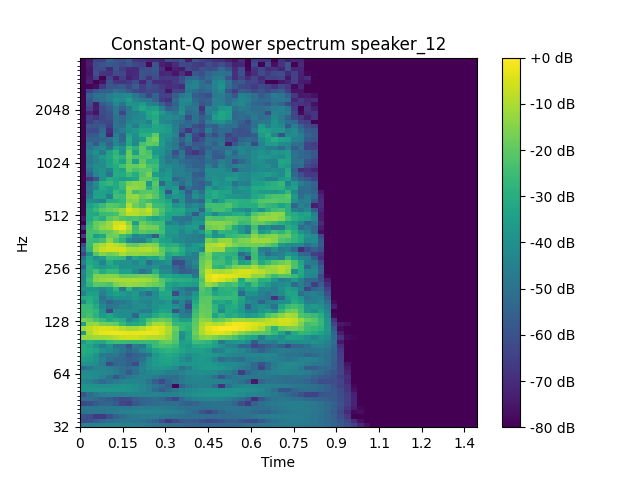 Constant-Q power spectrum speaker_12
Hz
2048
1024
512
256
128
64
32
0 0.15 0.3 0.45 0.6 0.75 0.9 1.1 1.2 1.4
Time
+0 dB
-10 dB
-20 dB
-30 dB
-40 dB
-50 dB
-60 dB
-70 dB
-80 dB